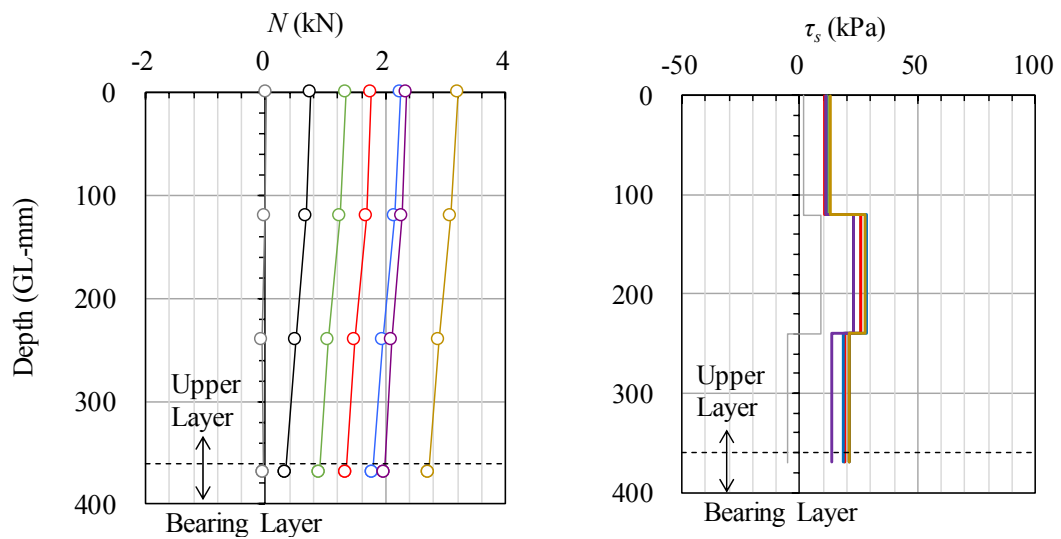 N (kN)
-2 0 2 4
0
100
200
300
400
Depth (GL-mm)
Upper
Layer
Bearing Layer
τs (kPa)
-50 0 50 100
0
100
200
300
400
Upper
Layer
Bearing Layer